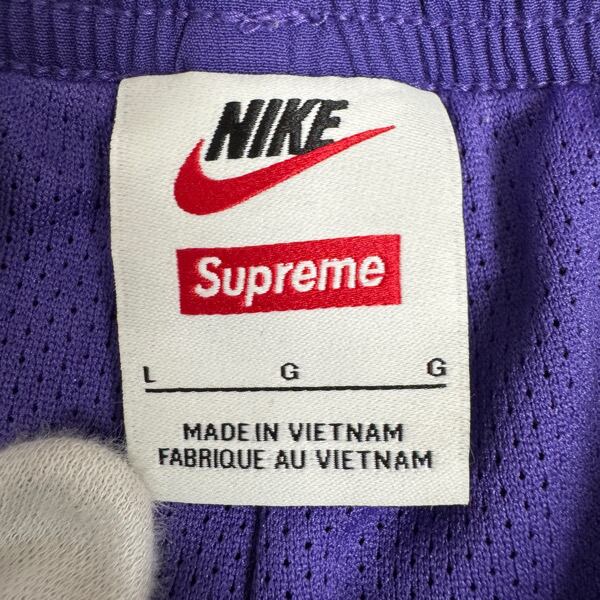 NIKE
Supreme
L G G
MADE IN VIETNAM
FABRIQUE AU VIETNAM